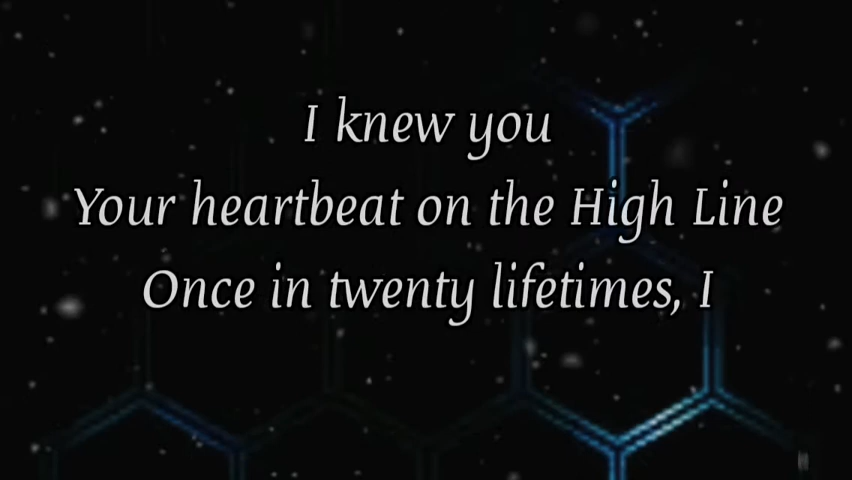 I knew you
Your heartbeat on the High Line
Once in twenty lifetimes, I